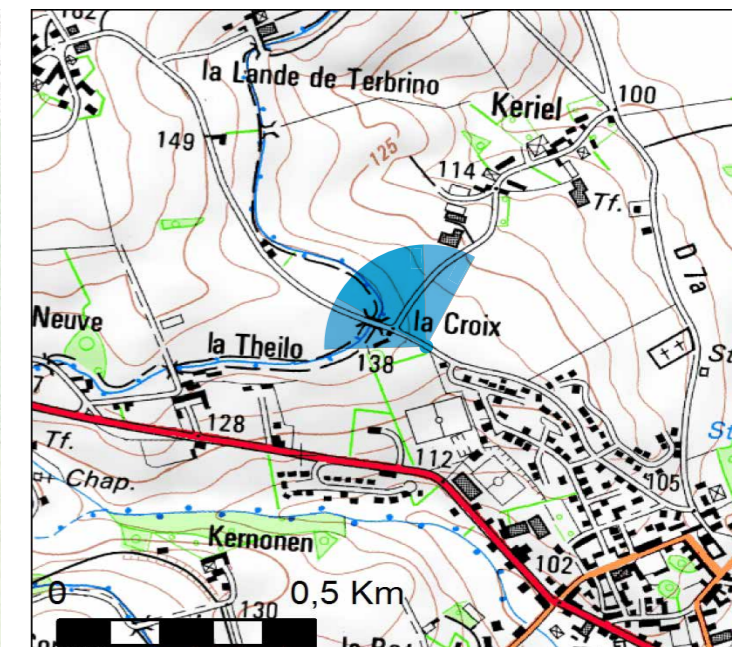 la Lande de Terbrino
Keriel
100
149
125
114
Tf.
D 7a
Neuve
la Theilo
la Croix
138
St
128
112
St
Tf.
Chap.
105
Kernonen
102
0
0,5 Km
130